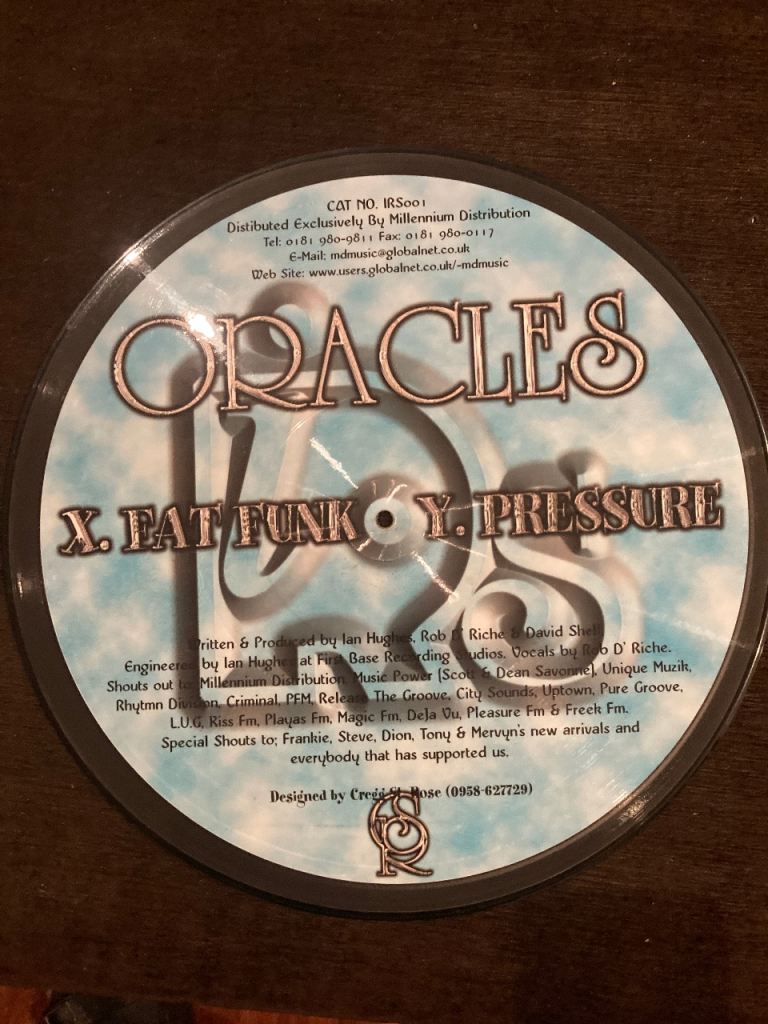 CAT NO. IRS001
Distibuted Exclusively By Millennium Distribution
Tel: 0181 980-9811 Fax: 0181 980-0117
E-Mail: mdmusic@globalnet.co.uk
Web Site: www.users.globalnet.co.uk/-mdmusic
ORACLES
X. FAT FUNK Y. PRESSURE
IRS
Written & Produced by Ian Hughes, Rob D' Riche & David
Engineered by Ian Hughes at First Base Recording Studios. Vocals by Rob D' Riche.
Shouts out to; Millennium Distribution, Music Power (Scott & Dean Savonne), Unique Muzik,
Rhytmn Division, Criminal, PFM, Release The Groove, City Sounds, Uptown, Pure Groove,
L.U.G, Kiss Fm, Playas Fm, Magic Fm, DeJa Vu, Pleasure Fm & Freek Fm.
Special Shouts to; Frankie, Steve, Dion, Tony & Mervyn's new arrivals and
everybody that has supported us.
Designed by Cregg St. Rose (0958-627729)
CSR